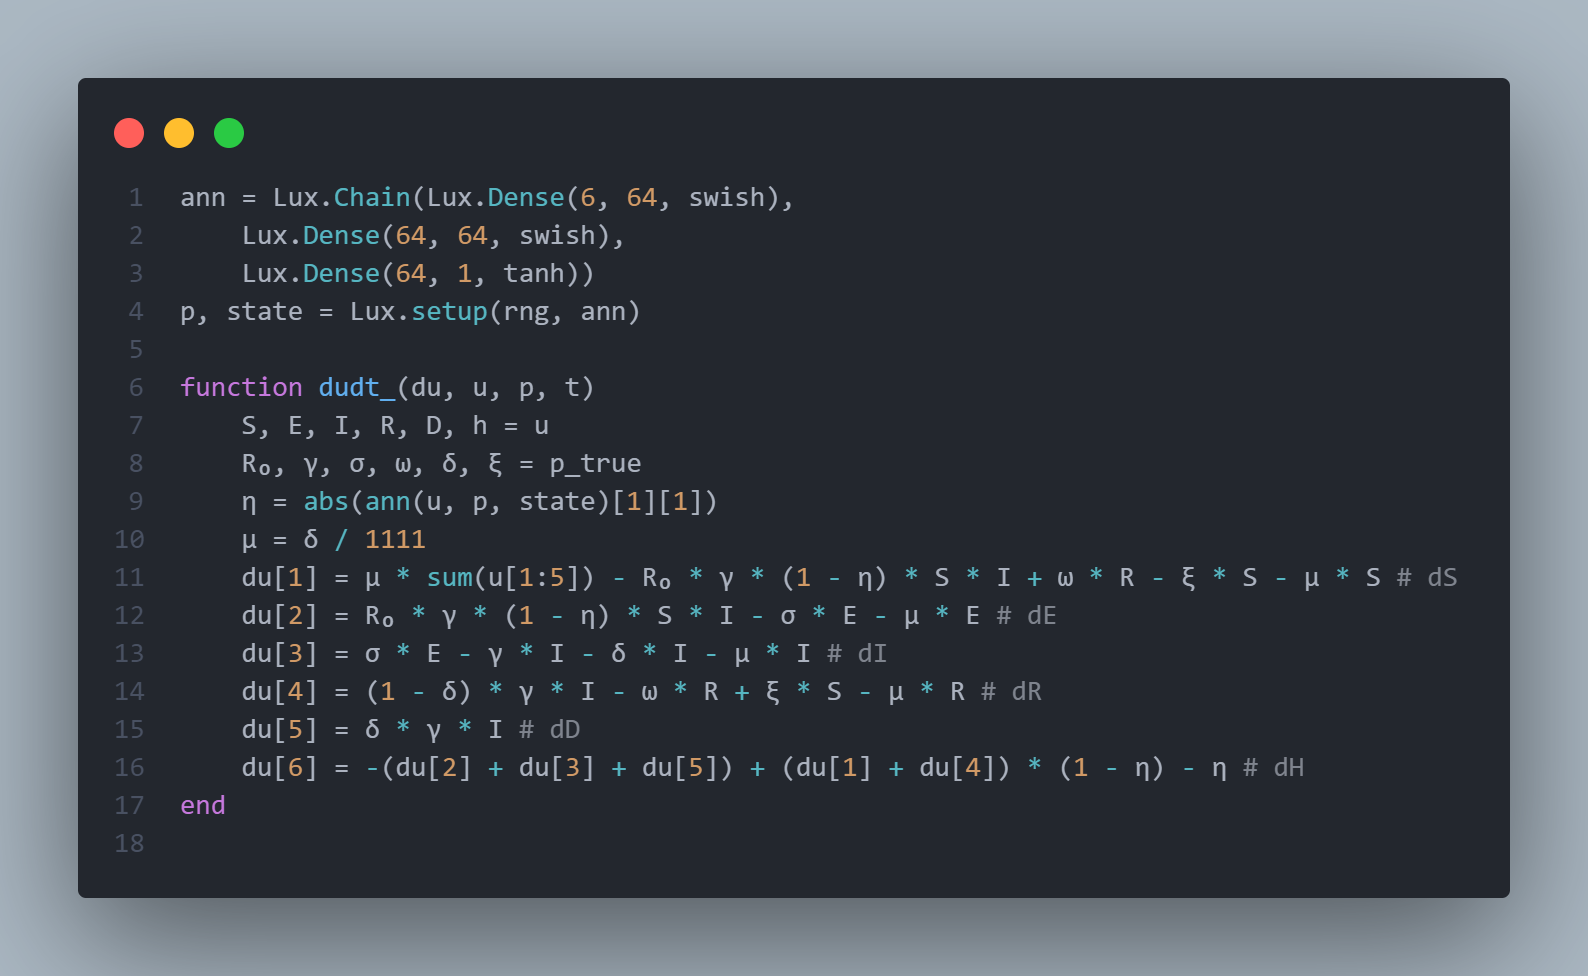 1 ann = Lux.Chain(Lux.Dense(6, 64, swish),
2     Lux.Dense(64, 64, swish),
3     Lux.Dense(64, 1, tanh))
4 p, state = Lux.setup(rng, ann)
5
6 function dudt_(du, u, p, t)
7     S, E, I, R, D, h = u
8     R₀, γ, σ, ω, δ, ξ = p_true
9     η = abs(ann(u, p, state)[1][1])
10     μ = δ / 1111
11     du[1] = μ * sum(u[1:5]) - R₀ * γ * (1 - η) * S * I + ω * R - ξ * S - μ * S # dS
12     du[2] = R₀ * γ * (1 - η) * S * I - σ * E - μ * E # dE
13     du[3] = σ * E - γ * I - δ * I - μ * I # dI
14     du[4] = (1 - δ) * γ * I - ω * R + ξ * S - μ * R # dR
15     du[5] = δ * γ * I # dD
16     du[6] = -(du[2] + du[3] + du[5]) + (du[1] + du[4]) * (1 - η) - η # dH
17 end
18